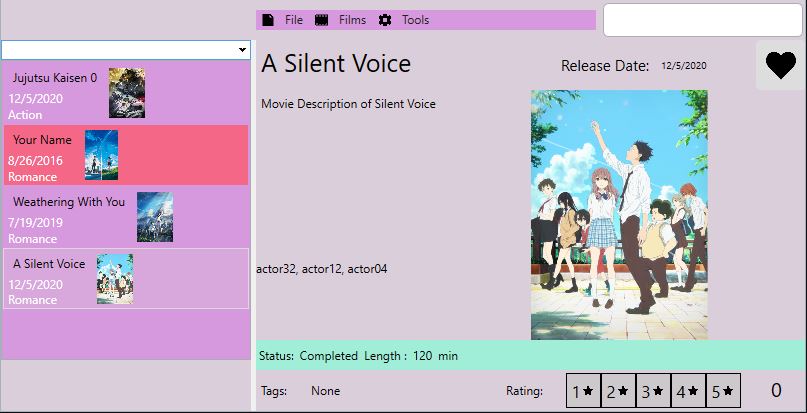 File Films Tools
Jujutsu Kaisen 0
12/5/2020
Action
Your Name
8/26/2016
Romance
Weathering With You
7/19/2019
Romance
A Silent Voice
12/5/2020
Romance
A Silent Voice
Release Date: 12/5/2020
Movie Description of Silent Voice
actor32, actor12, actor04
Status: Completed Length : 120 min
Tags: None
Rating: 1 2 3 4 5 0